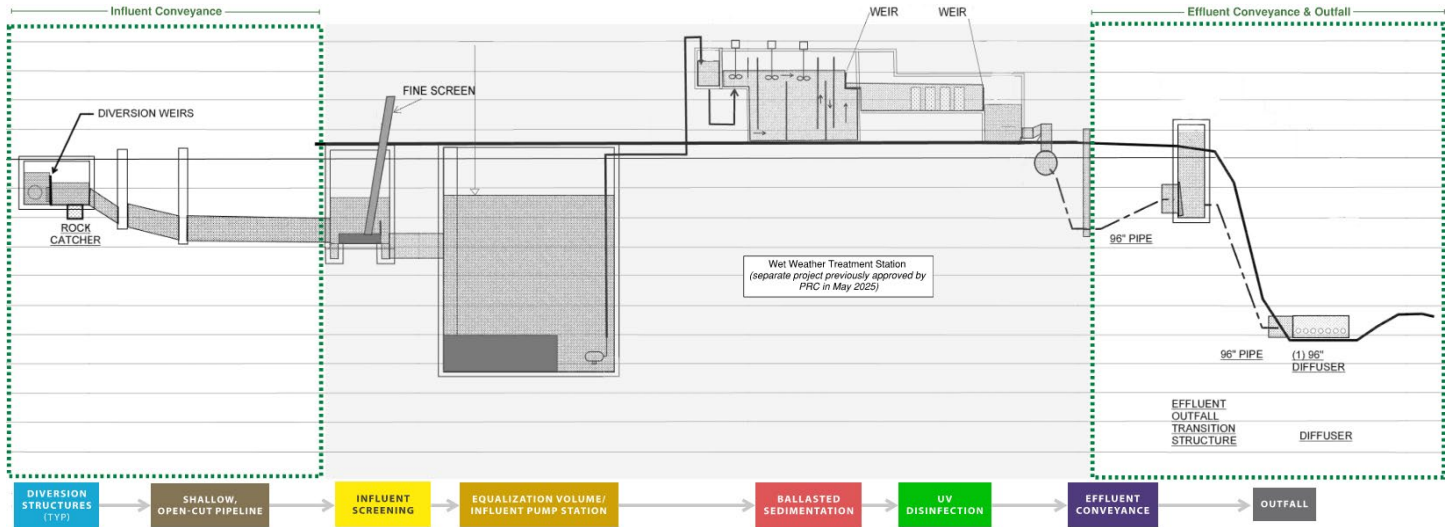 Influent Conveyance
Effluent Conveyance & Outfall
WEIR
WEIR
FINE SCREEN
DIVERSION WEIRS
ROCK
CATCHER
96" PIPE
Wet Weather Treatment Station
(separate project previously approved by
PRC in May 2025)
96" PIPE
(1) 96"
DIFFUSER
EFFLUENT
OUTFALL
TRANSITION
STRUCTURE
DIFFUSER
DIVERSION
STRUCTURES
(TYP)
SHALLOW,
OPEN-CUT PIPELINE
INFLUENT
SCREENING
EQUALIZATION VOLUME/
INFLUENT PUMP STATION
BALLASTED
SEDIMENTATION
UV
DISINFECTION
EFFLUENT
CONVEYANCE
OUTFALL